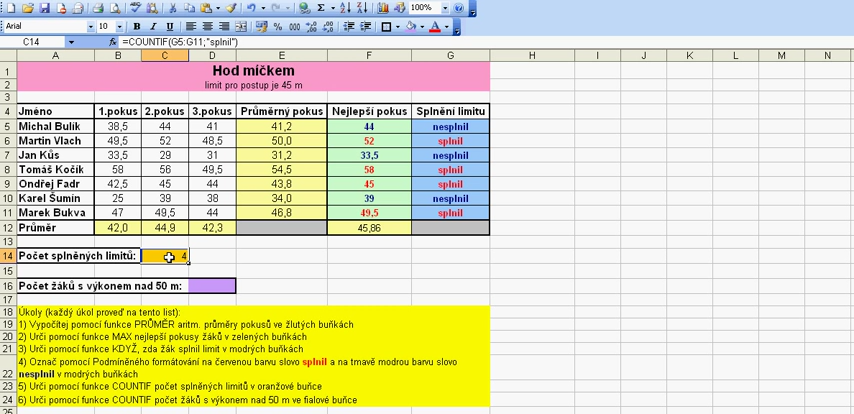 100%
Arial 10 B I U
C14 fx =COUNTIF(G5:G11;"splnil")
A B C D E F G H I J K L M N
1 Hod míčkem
2 limit pro postup je 45 m
3
4 Jméno 1.pokus 2.pokus 3.pokus Průměrný pokus Nejlepší pokus Splnění limitu
5 Michal Bulík 38,5 44 41 41,2 44 nesplnil
6 Martin Vlach 49,5 52 48,5 50,0 52 splnil
7 Jan Kůs 33,5 29 31 31,2 33,5 nesplnil
8 Tomáš Kočík 58 56 49,5 54,5 58 splnil
9 Ondřej Fadr 42,5 45 44 43,8 45 splnil
10 Karel Šumin 25 39 38 34,0 39 nesplnil
11 Marek Bukva 47 49,5 44 46,8 49,5 splnil
12 Průměr 42,0 44,9 42,3 45,86
13
14 Počet splněných limitů: 4
15
16 Počet žáků s výkonem nad 50 m:
17
18 Úkoly (každý úkol proveď na tento list):
19 1) Vypočítej pomocí funkce PRŮMĚR aritm. průměry pokusů ve žlutých buňkách
20 2) Urči pomocí funkce MAX nejlepší pokusy žáků v zelených buňkách
21 3) Urči pomocí funkce KDYŽ, zda žák splnil limit v modrých buňkách
4) Označ pomocí Podmíněného formátování na červenou barvu slovo splnil a na tmavě modrou barvu slovo
22 nesplnil v modrých buňkách
23 5) Urči pomocí funkce COUNTIF počet splněných limitů v oranžové buňce
24 6) Urči pomocí funkce COUNTIF počet žáků s výkonem nad 50 m ve fialové buňce
25